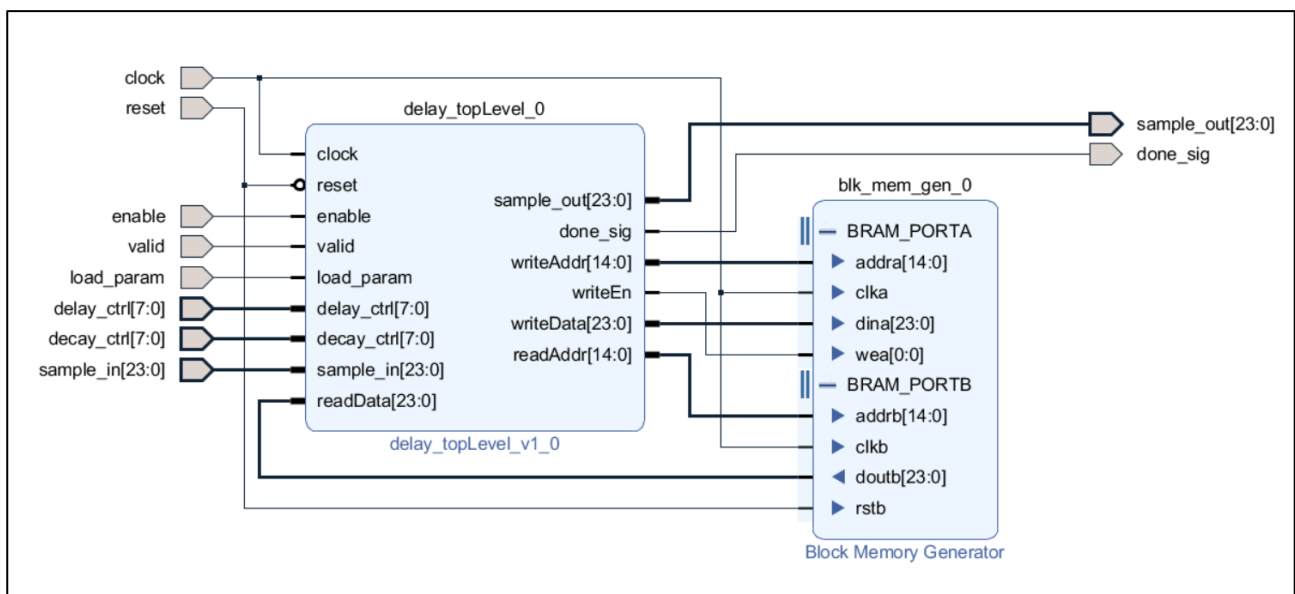 clock
reset
enable
valid
load_param
delay_ctrl[7:0]
decay_ctrl[7:0]
sample_in[23:0]
delay_topLevel_0
clock
reset
enable
valid
load_param
delay_ctrl[7:0]
decay_ctrl[7:0]
sample_in[23:0]
readData[23:0]
sample_out[23:0]
done_sig
writeAddr[14:0]
writeEn
writeData[23:0]
readAddr[14:0]
delay_topLevel_v1_0
blk_mem_gen_0
BRAM_PORTA
addra[14:0]
clka
dina[23:0]
wea[0:0]
BRAM_PORTB
addrb[14:0]
clkb
doutb[23:0]
rstb
Block Memory Generator
sample_out[23:0]
done_sig